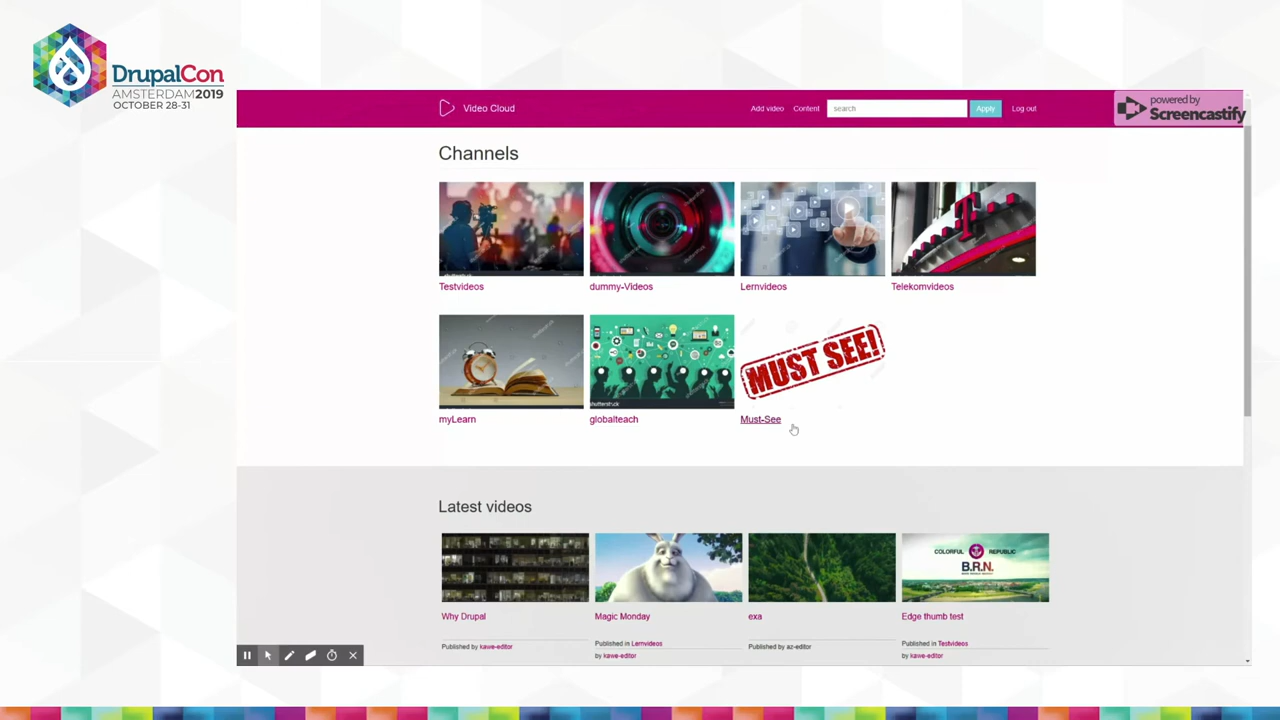 DrupalCon
AMSTERDAM 2019
OCTOBER 28-31
Video Cloud
Add video
Content
search
Apply
Log out
powered by
Screencastify
Channels
Testvideos
dummy-Videos
Lernvideos
Telekomvideos
MUST SEE!
shutterstock
myLearn
globalteach
Must-See
Latest videos
COLORFUL REPUBLIC
B.R.N.
Why Drupal
Magic Monday
exa
Edge thumb test
Published by kawe-editor
Published in Lernvideos
by kawe-editor
Published by az-editor
Published in Testvideos
by kawe-editor